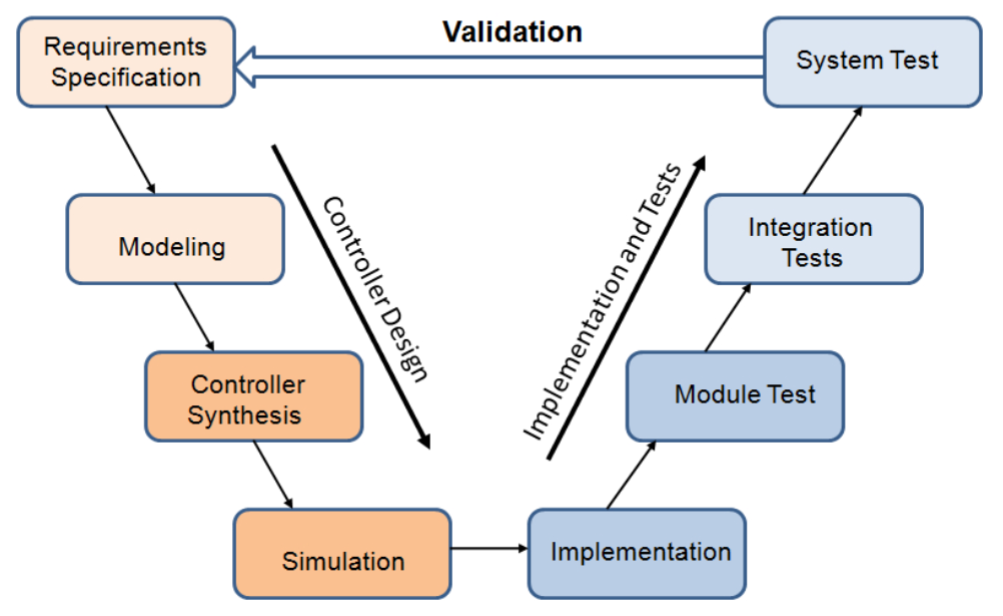 Requirements
Specification
Validation
System Test
Modeling
Controller Design
Implementation and Tests
Integration
Tests
Controller
Synthesis
Module Test
Simulation
Implementation